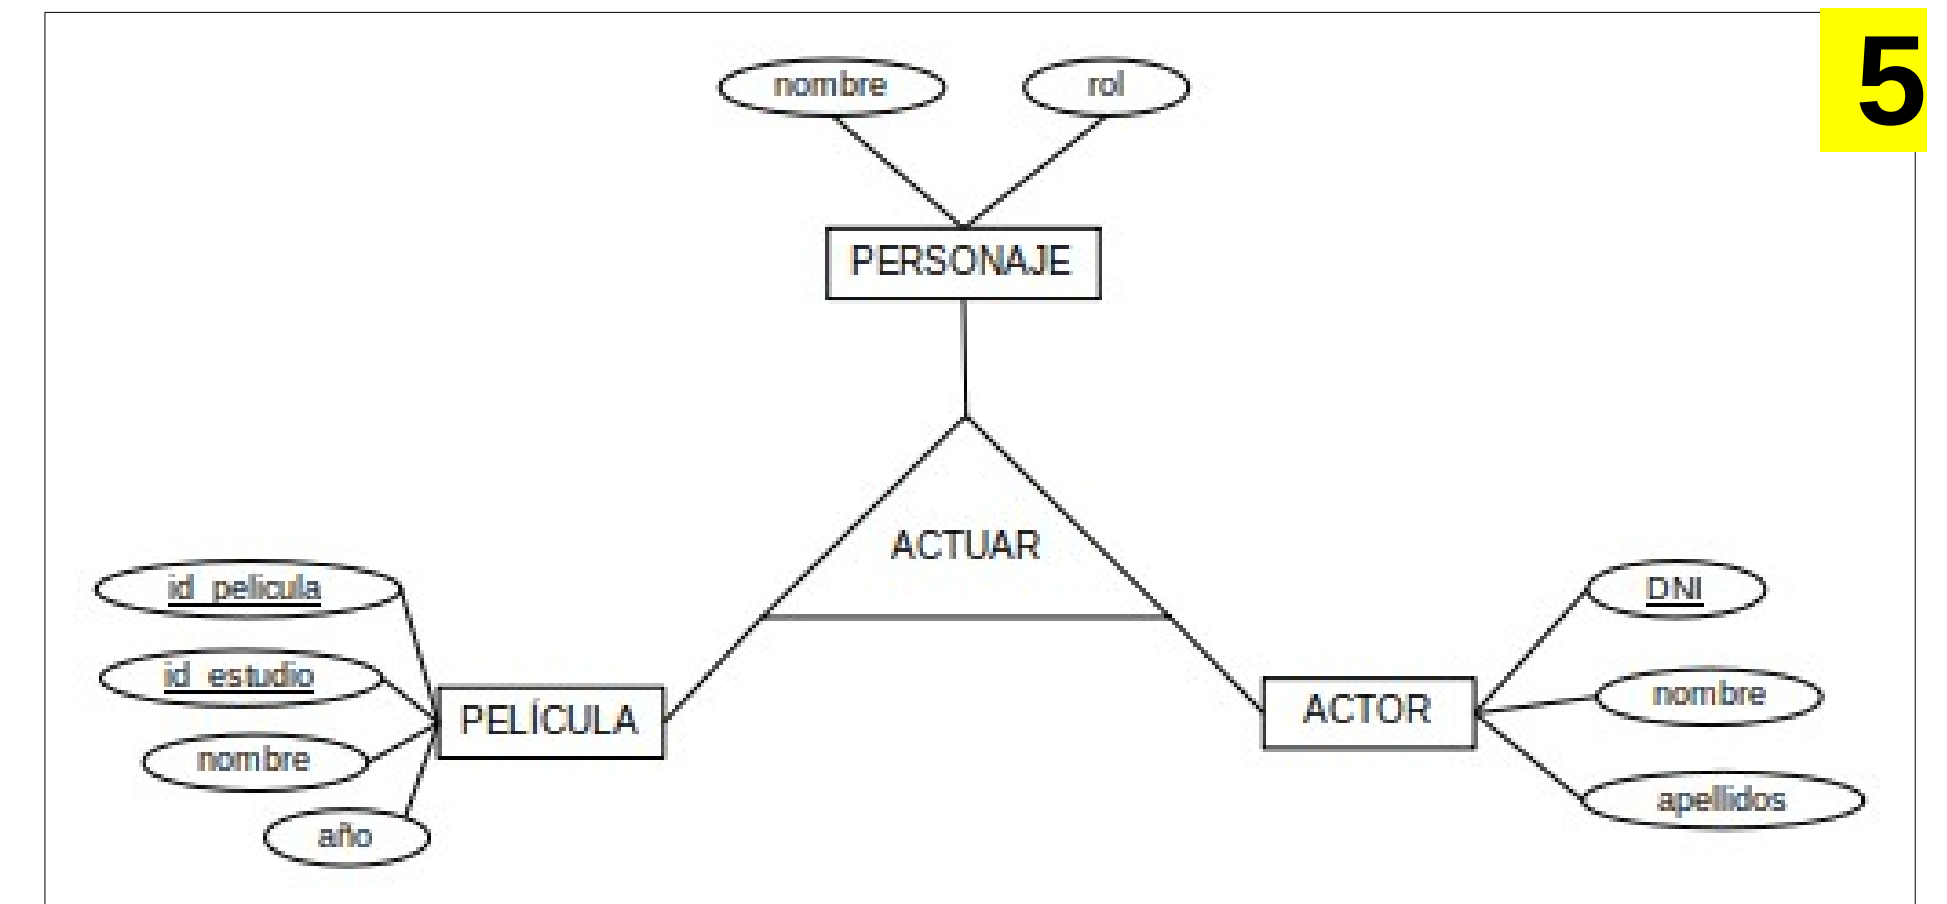 5
nombre
rol
PERSONAJE
ACTUAR
id_pelicula
id_estudio
nombre
año
PELÍCULA
ACTOR
DNI
nombre
apellidos